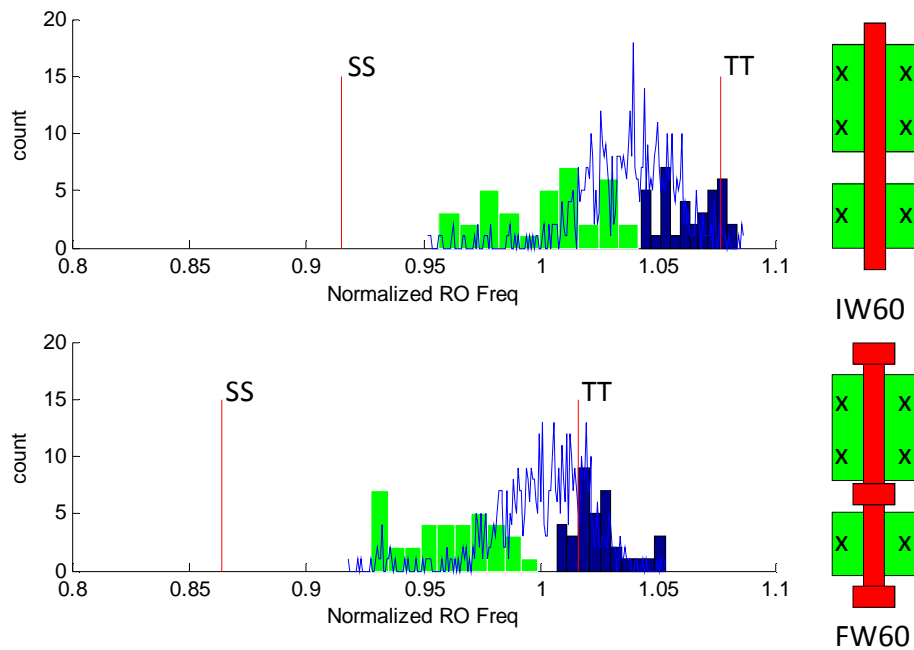 20
15
10
5
0
count
SS
TT
0.8 0.85 0.9 0.95 1 1.05 1.1
Normalized RO Freq
X X
X X
X X
IW60
20
15
10
5
0
count
SS
TT
0.8 0.85 0.9 0.95 1 1.05 1.1
Normalized RO Freq
X X
X X
X X
FW60